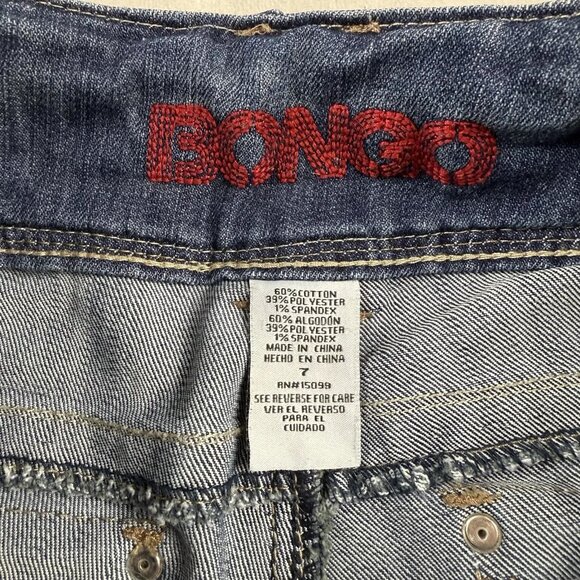 BONGO
60% COTTON
39% POLYESTER
1% SPANDEX
60% ALGODÓN
39% POLYESTER
1% SPANDEX
MADE IN CHINA
HECHO EN CHINA
7
RN#15099
SEE REVERSE FOR CARE
VER EL REVERSO
PARA EL
CUIDADO